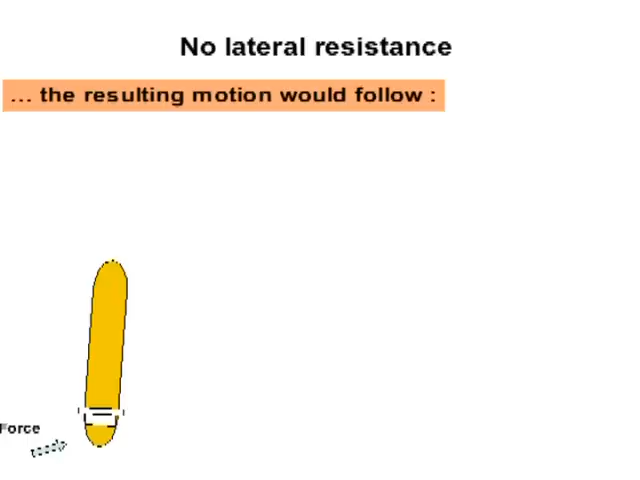 No lateral resistance
... the resulting motion would follow :
Force